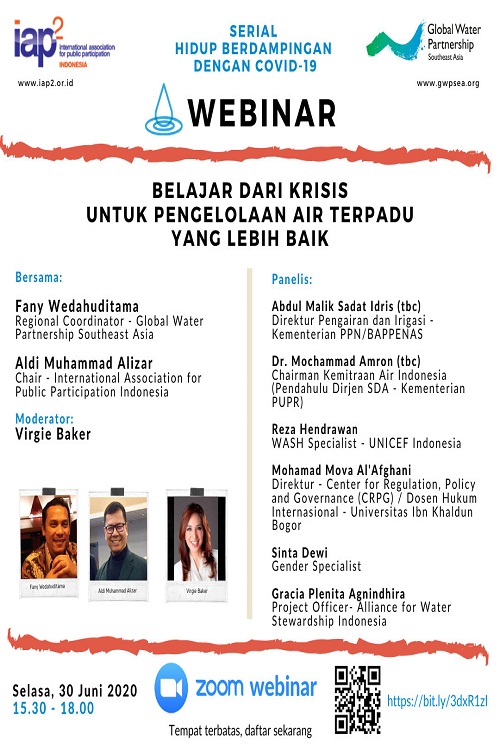 iap2
international association
for public participation
INDONESIA
www.iap2.or.id
SERIAL
HIDUP BERDAMPINGAN
DENGAN COVID-19
Global Water
Partnership
Southeast Asia
www.gwpsea.org
WEBINAR
BELAJAR DARI KRISIS
UNTUK PENGELOLAAN AIR TERPADU
YANG LEBIH BAIK
Bersama:
Fany Wedahuditama
Regional Coordinator - Global Water
Partnership Southeast Asia
Aldi Muhammad Alizar
Chair - International Association for
Public Participation Indonesia
Moderator:
Virgie Baker
Fany Wedahuditama
Aldi Muhammad Alizar
Virgie Baker
Panelis:
Abdul Malik Sadat Idris (tbc)
Direktur Pengairan dan Irigasi -
Kementerian PPN/BAPPENAS
Dr. Mochammad Amron (tbc)
Chairman Kemitraan Air Indonesia
(Pendahulu Dirjen SDA - Kementerian
PUPR)
Reza Hendrawan
WASH Specialist - UNICEF Indonesia
Mohamad Mova Al'Afghani
Direktur - Center for Regulation, Policy
and Governance (CRPG) / Dosen Hukum
Internasional - Universitas Ibn Khaldun
Bogor
Sinta Dewi
Gender Specialist
Gracia Plenita Agnindhira
Project Officer- Alliance for Water
Stewardship Indonesia
Selasa, 30 Juni 2020
15.30 - 18.00
zoom webinar
Tempat terbatas, daftar sekarang
https://bit.ly/3dxR1zI